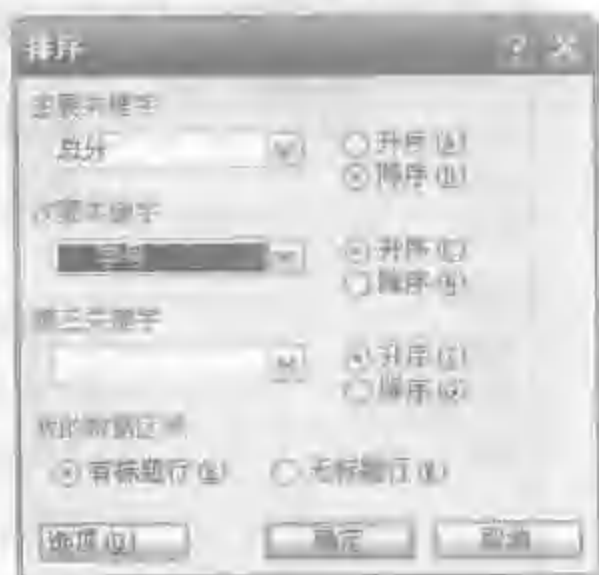 排序
主要关键字
总分
升序(A)
降序(D)
次要关键字
升序(C)
降序(N)
第三关键字
升序(I)
降序(G)
我的数据区域
有标题行(R) 无标题行(W)
选项(O) 确定 取消